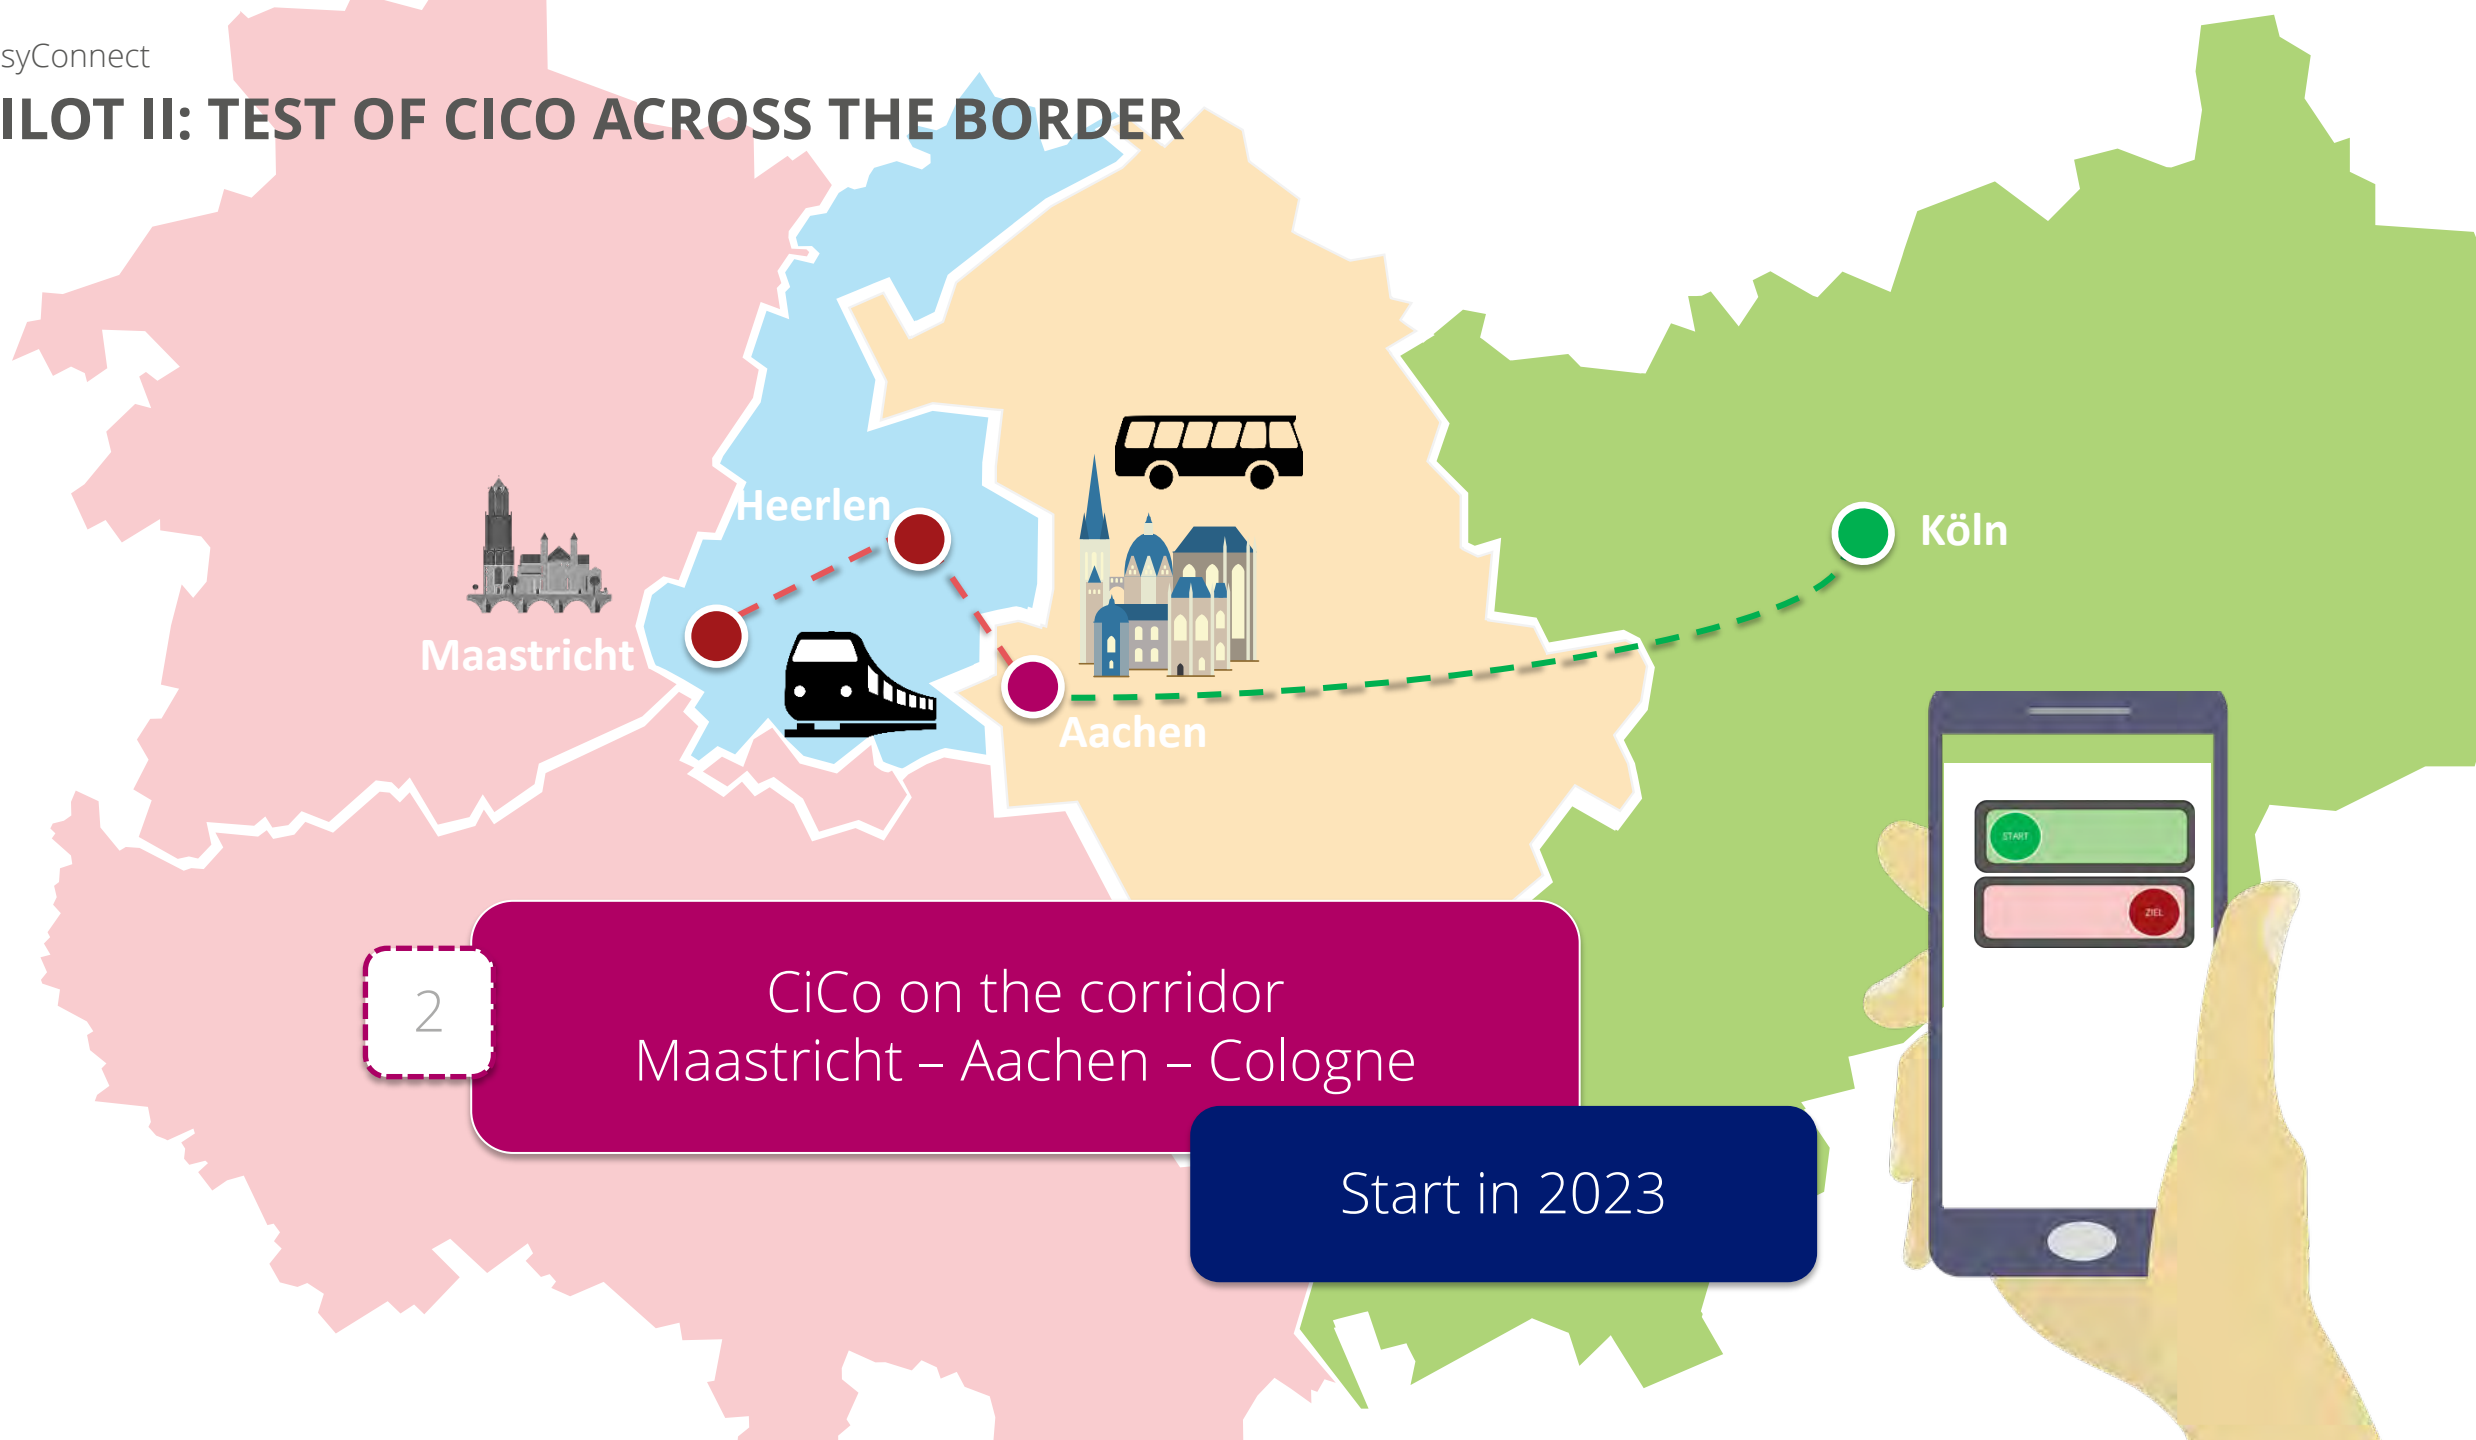 syConnect
ILOT II: TEST OF CICO ACROSS THE BORDER
Heerlen
Köln
Maastricht
Aachen
START
ZIEL
2
CiCo on the corridor
Maastricht – Aachen – Cologne
Start in 2023